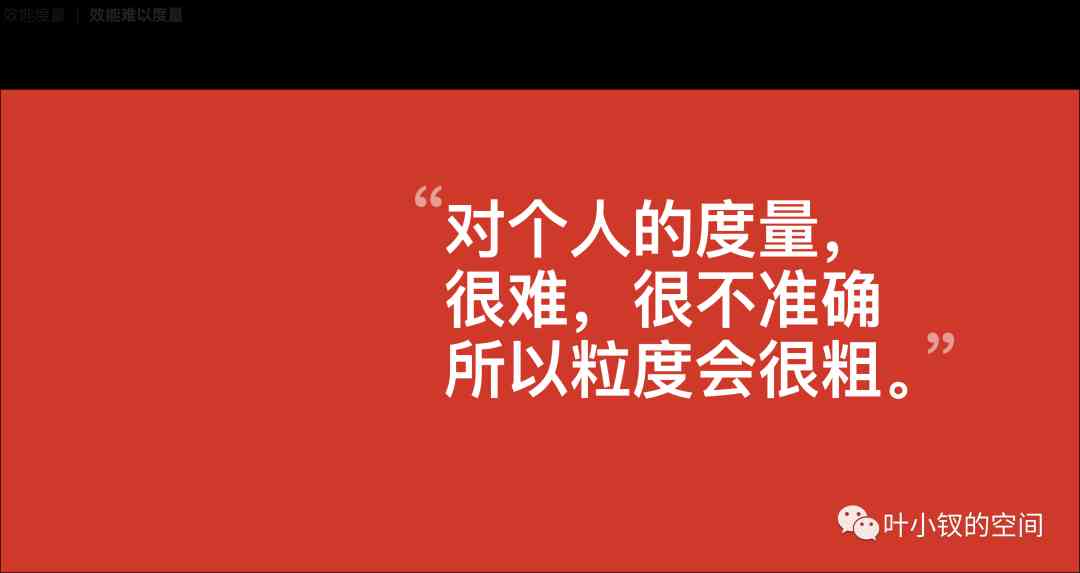 效能度量 | 效能难以度量
“对个人的度量，
很难，很不准确
所以粒度会很粗。”
叶小钗的空间